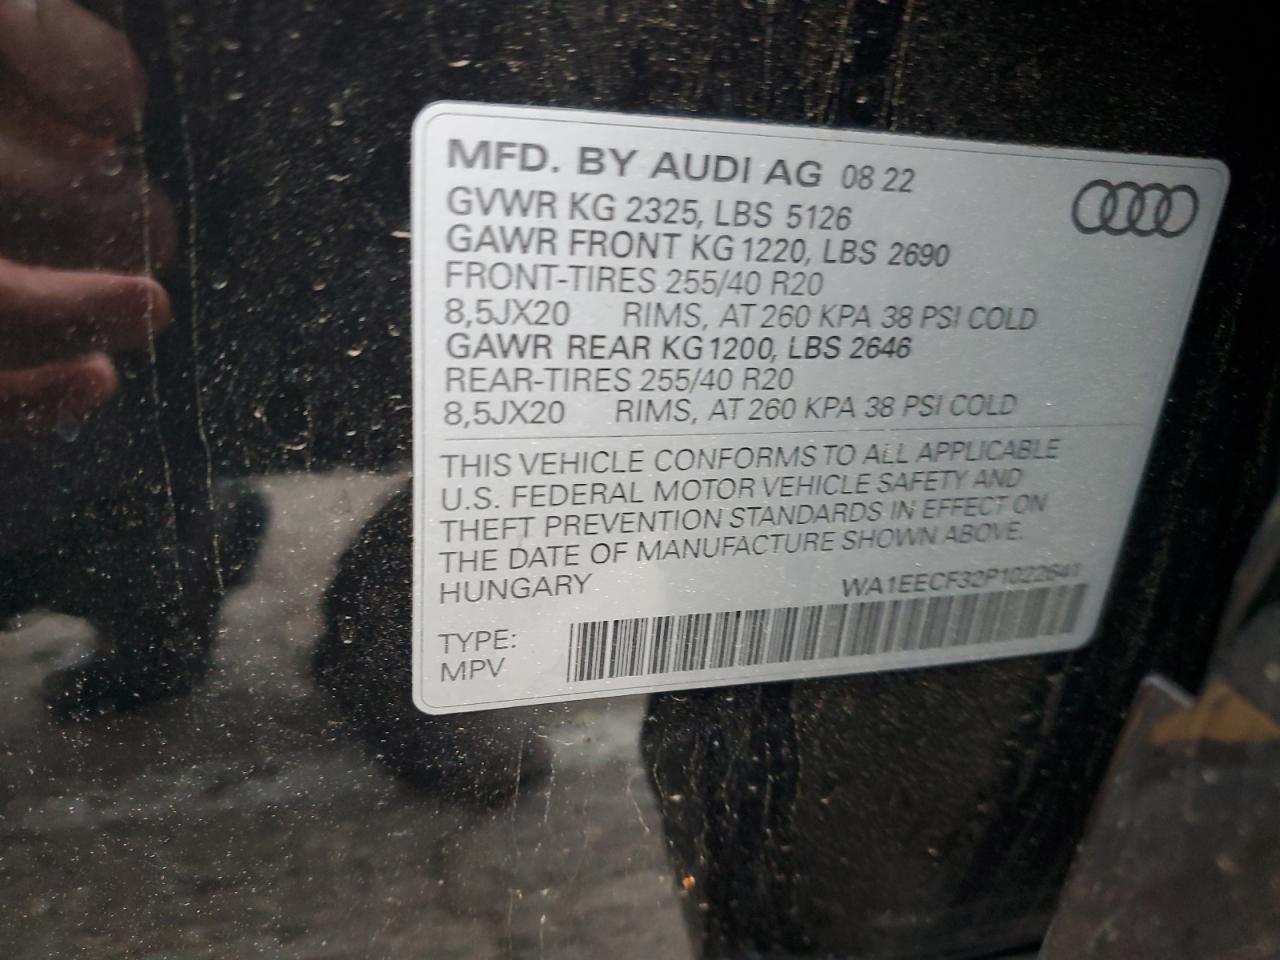 MFD. BY AUDI AG 08 22
GVWR KG 2325, LBS 5126
GAWR FRONT KG 1220, LBS 2690
FRONT-TIRES 255/40 R20
8,5JX20 RIMS, AT 260 KPA 38 PSI COLD
GAWR REAR KG 1200, LBS 2646
REAR-TIRES 255/40 R20
8,5JX20 RIMS, AT 260 KPA 38 PSI COLD
THIS VEHICLE CONFORMS TO ALL APPLICABLE
U.S. FEDERAL MOTOR VEHICLE SAFETY AND
THEFT PREVENTION STANDARDS IN EFFECT ON
THE DATE OF MANUFACTURE SHOWN ABOVE.
HUNGARY WA1EECF32P1022641
TYPE:
MPV